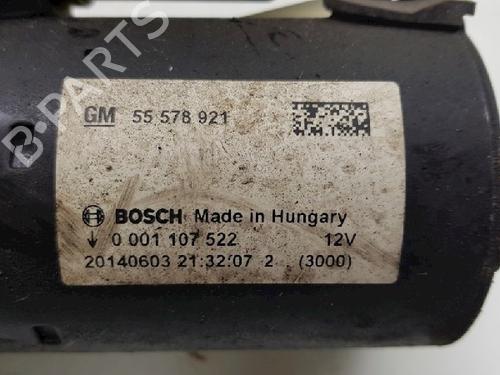 GM 55 578 921
BOSCH Made in Hungary
0 001 107 522 12V
20140603 21:32:07 2 (3000)